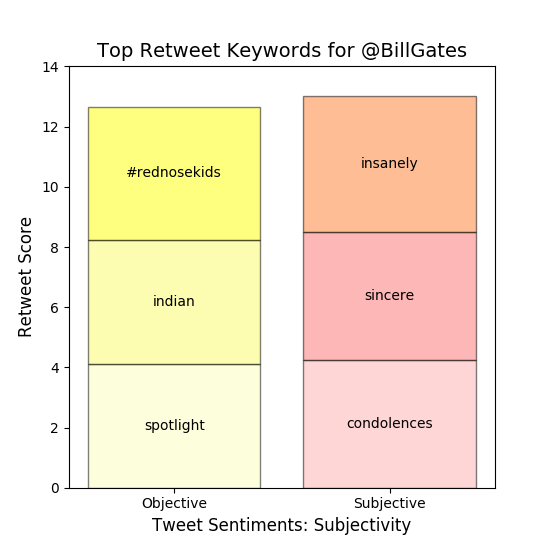 Top Retweet Keywords for @BillGates
Retweet Score
14
12
10
8
6
4
2
0
#rednosekids
indian
spotlight
insanely
sincere
condolences
Objective
Subjective
Tweet Sentiments: Subjectivity